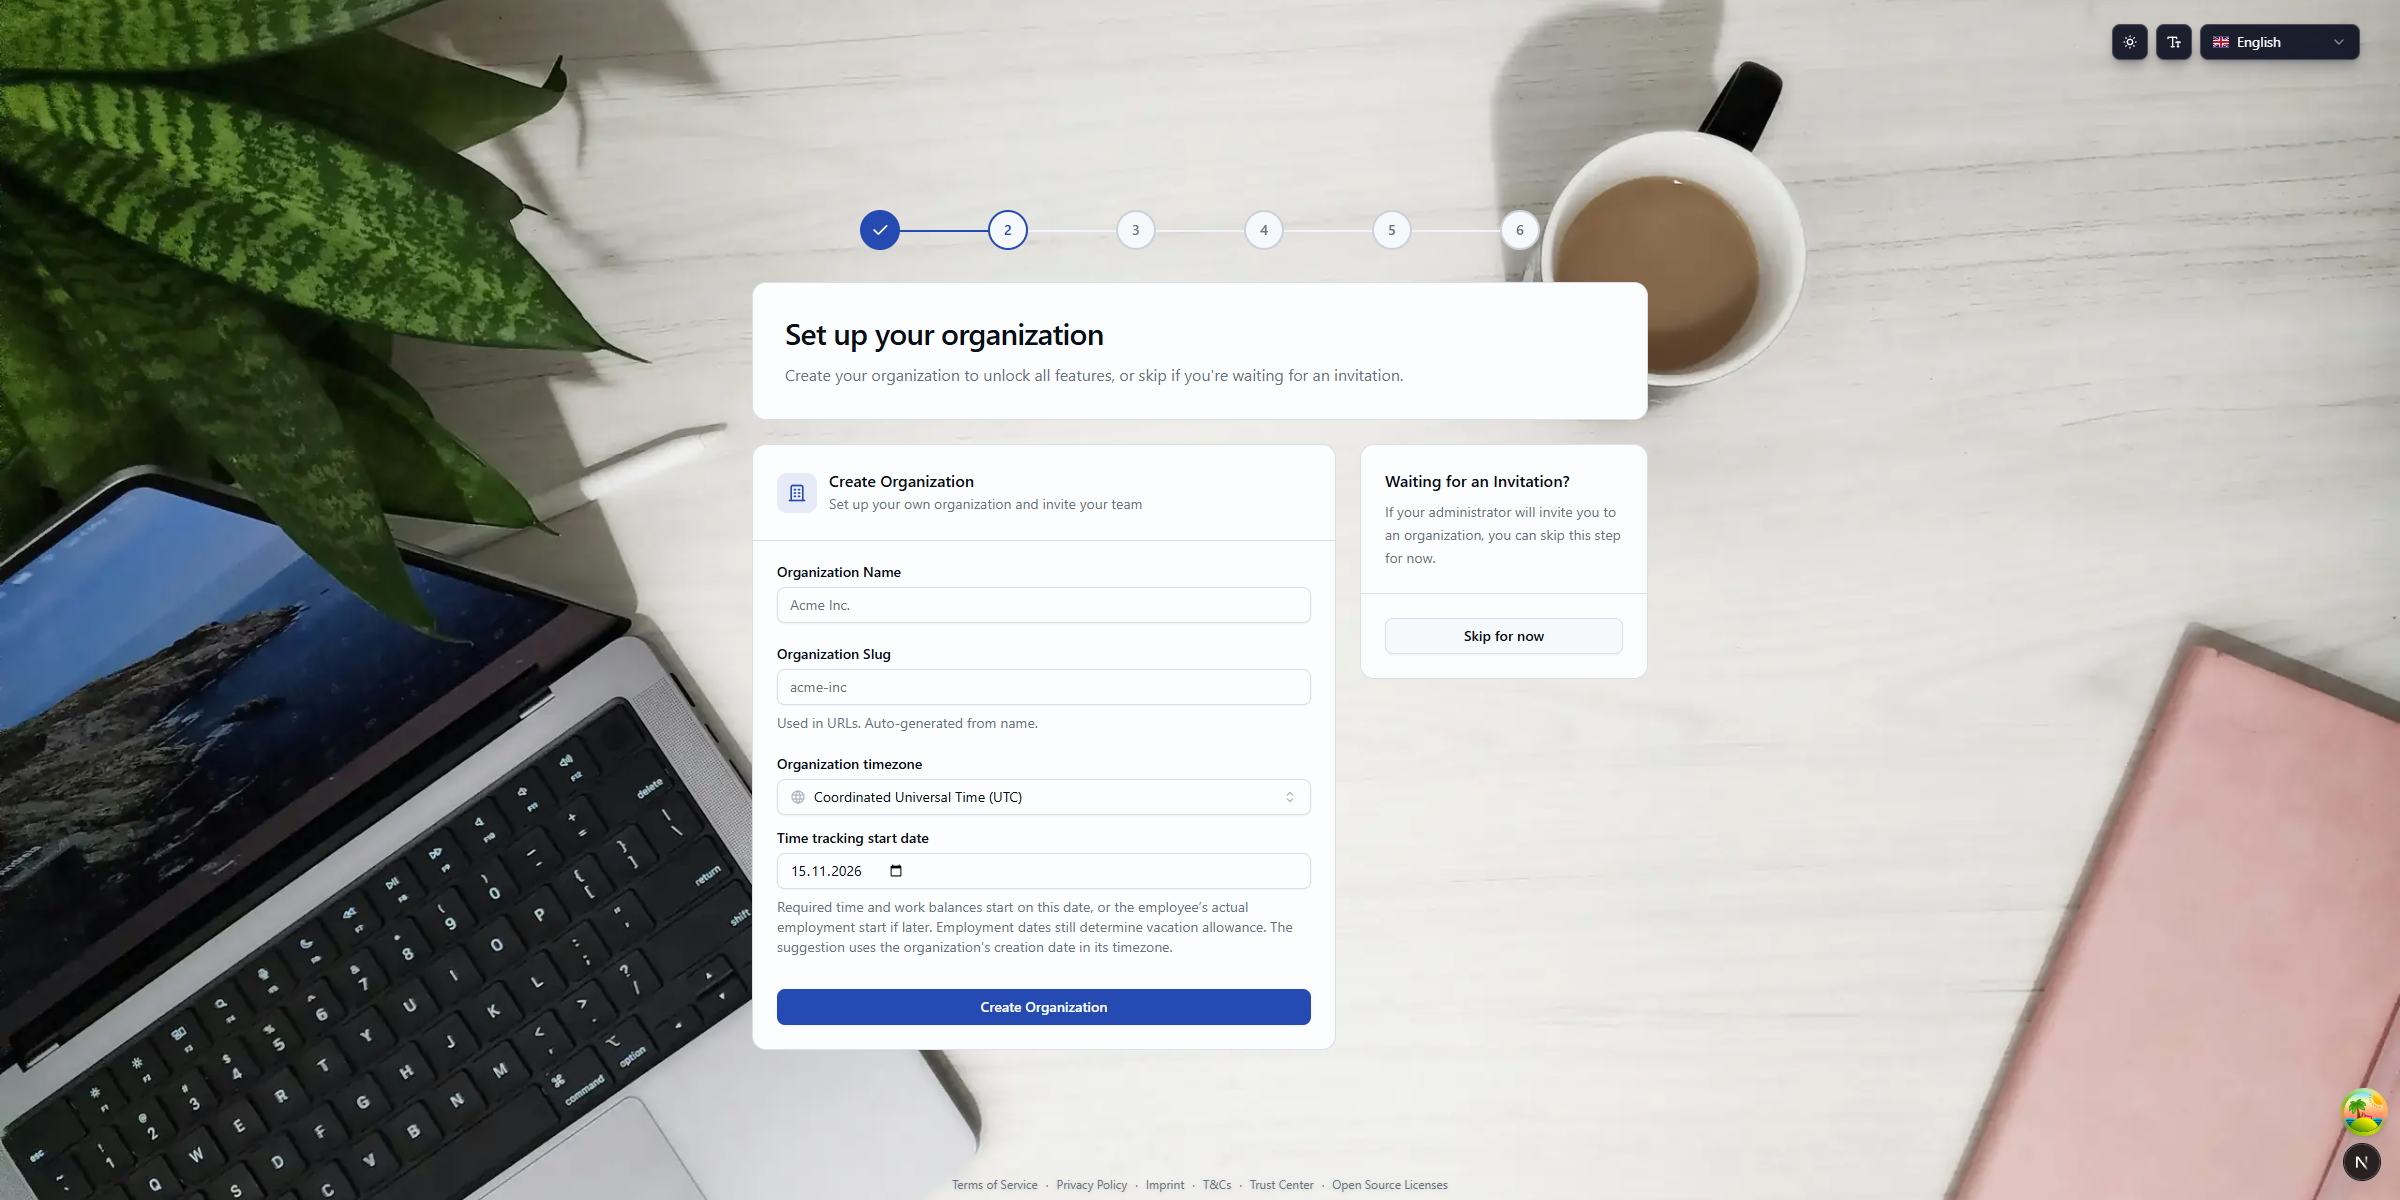 English
2
3
4
5
6
Set up your organization
Create your organization to unlock all features, or skip if you're waiting for an invitation.
Create Organization
Set up your own organization and invite your team
Organization Name
Acme Inc.
Organization Slug
acme-inc
Used in URLs. Auto-generated from name.
Organization timezone
Coordinated Universal Time (UTC)
Time tracking start date
15.11.2026
Required time and work balances start on this date, or the employee’s actual
employment start if later. Employment dates still determine vacation allowance. The
suggestion uses the organization’s creation date in its timezone.
Create Organization
Waiting for an Invitation?
If your administrator will invite you to
an organization, you can skip this step
for now.
Skip for now
delete
return
shift
option
command
esc
Terms of Service · Privacy Policy · Imprint · T&Cs · Trust Center · Open Source Licenses
N